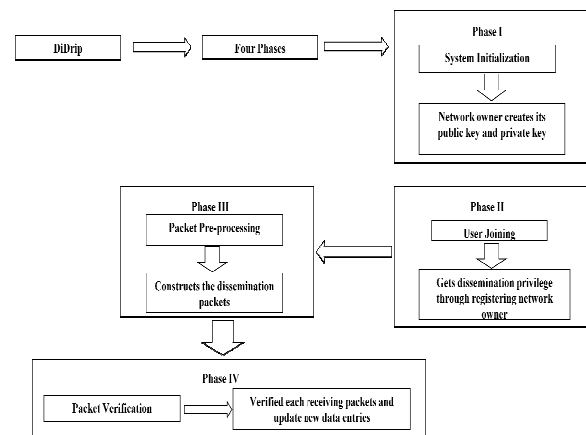 DiDrip
Four Phases
Phase I
System Initialization
Network owner creates its
public key and private key
Phase II
User Joining
Gets dissemination privilege
through registering network
owner
Phase III
Packet Pre-processing
Constructs the dissemination
packets
Phase IV
Packet Verification
Verified each receiving packets and
update new data entries